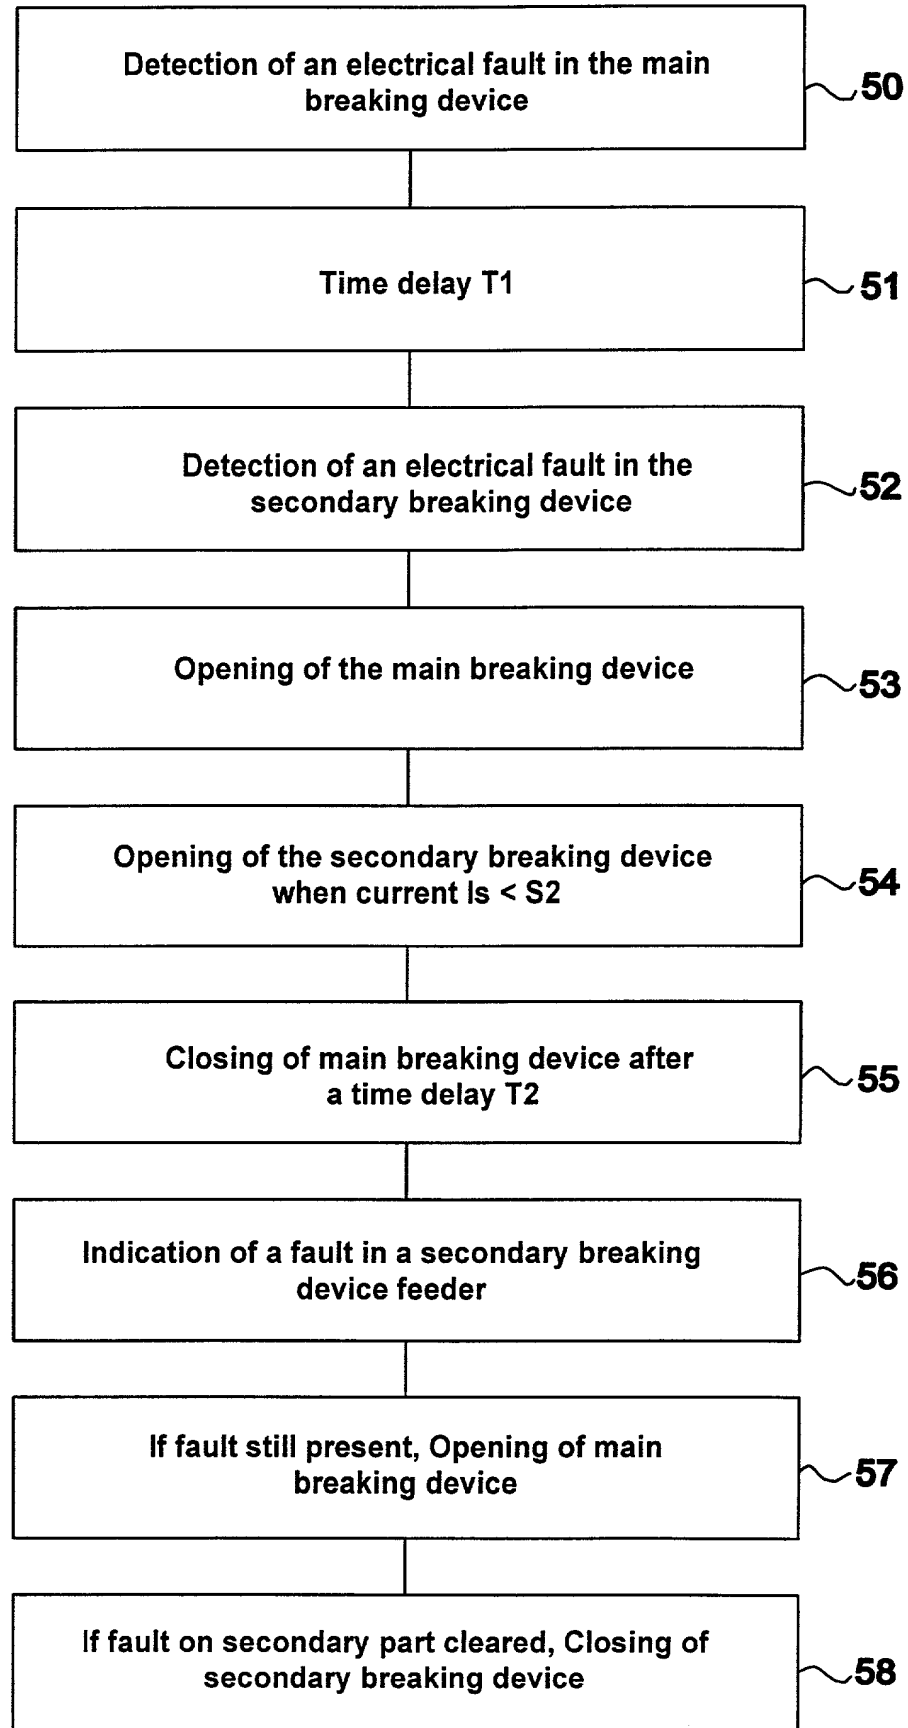 Detection of an electrical fault in the main
breaking device
50
Time delay T1
51
Detection of an electrical fault in the
secondary breaking device
52
Opening of the main breaking device
53
Opening of the secondary breaking device
when current Is < S2
54
Closing of main breaking device after
a time delay T2
55
Indication of a fault in a secondary breaking
device feeder
56
If fault still present, Opening of main
breaking device
57
If fault on secondary part cleared, Closing of
secondary breaking device
58